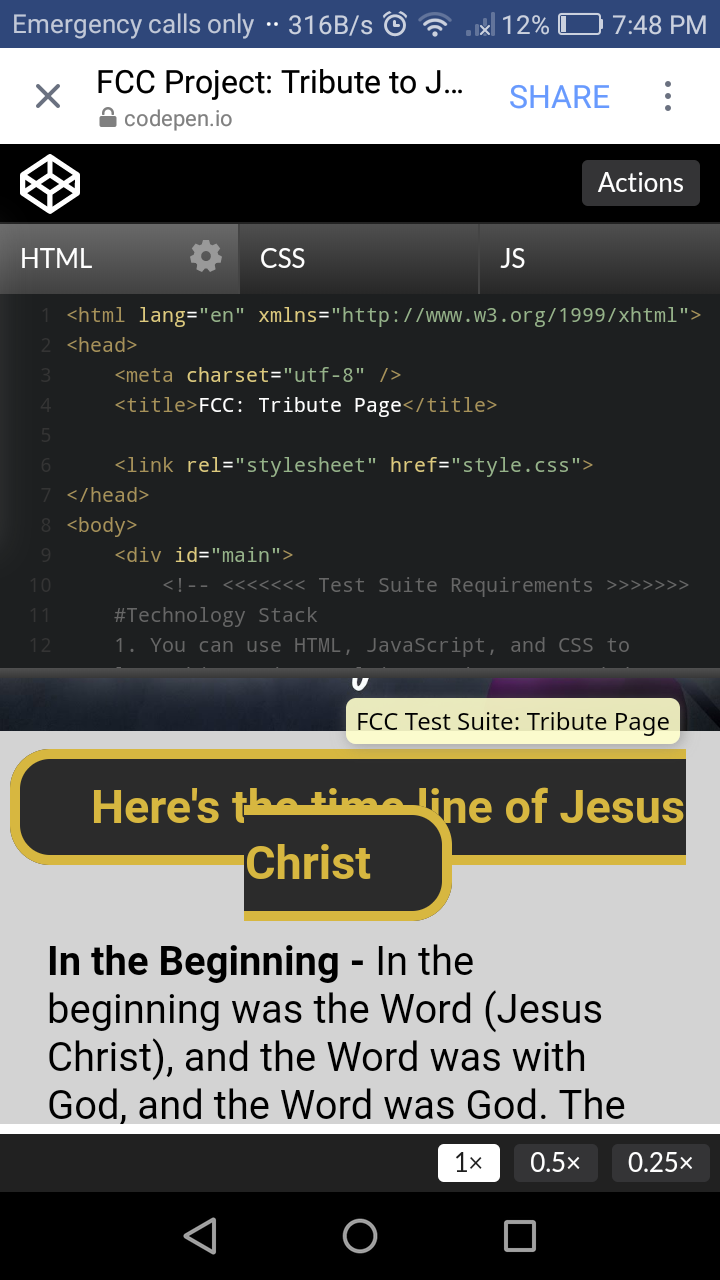 Emergency calls only 316B/s 12% 7:48 PM
FCC Project: Tribute to J...
codepen.io
SHARE
Actions
HTML CSS JS
1 <html lang="en" xmlns="http://www.w3.org/1999/xhtml">
2 <head>
3 <meta charset="utf-8" />
4 <title>FCC: Tribute Page</title>
5
6 <link rel="stylesheet" href="style.css">
7 </head>
8 <body>
9 <div id="main">
10 <!-- <<<<<<< Test Suite Requirements >>>>>>>
11 #Technology Stack
12 1. You can use HTML, JavaScript, and CSS to
FCC Test Suite: Tribute Page
Here's the time line of Jesus
Christ
In the Beginning - In the
beginning was the Word (Jesus
Christ), and the Word was with
God, and the Word was God. The
1× 0.5× 0.25×